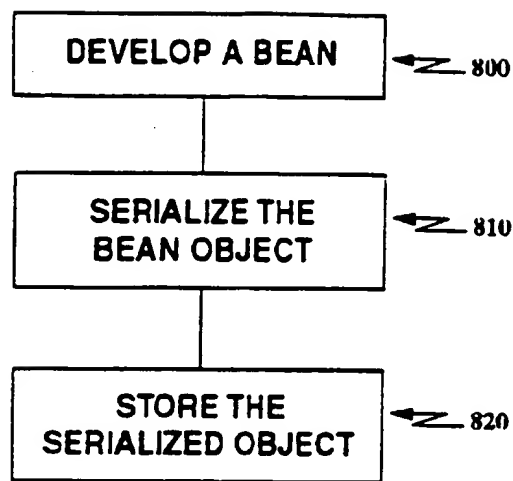 DEVELOP A BEAN
800
SERIALIZE THE
BEAN OBJECT
810
STORE THE
SERIALIZED OBJECT
820